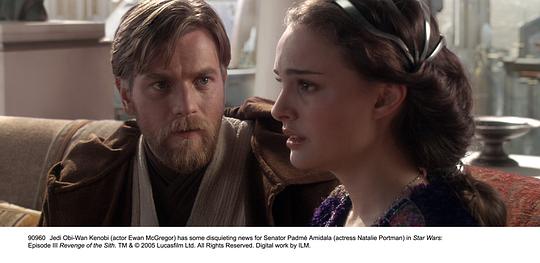 90960 Jedi Obi-Wan Kenobi (actor Ewan McGregor) has some disquieting news for Senator Padmé Amidala (actress Natalie Portman) in Star Wars:
Episode III Revenge of the Sith. TM & © 2005 Lucasfilm Ltd. All Rights Reserved. Digital work by ILM.